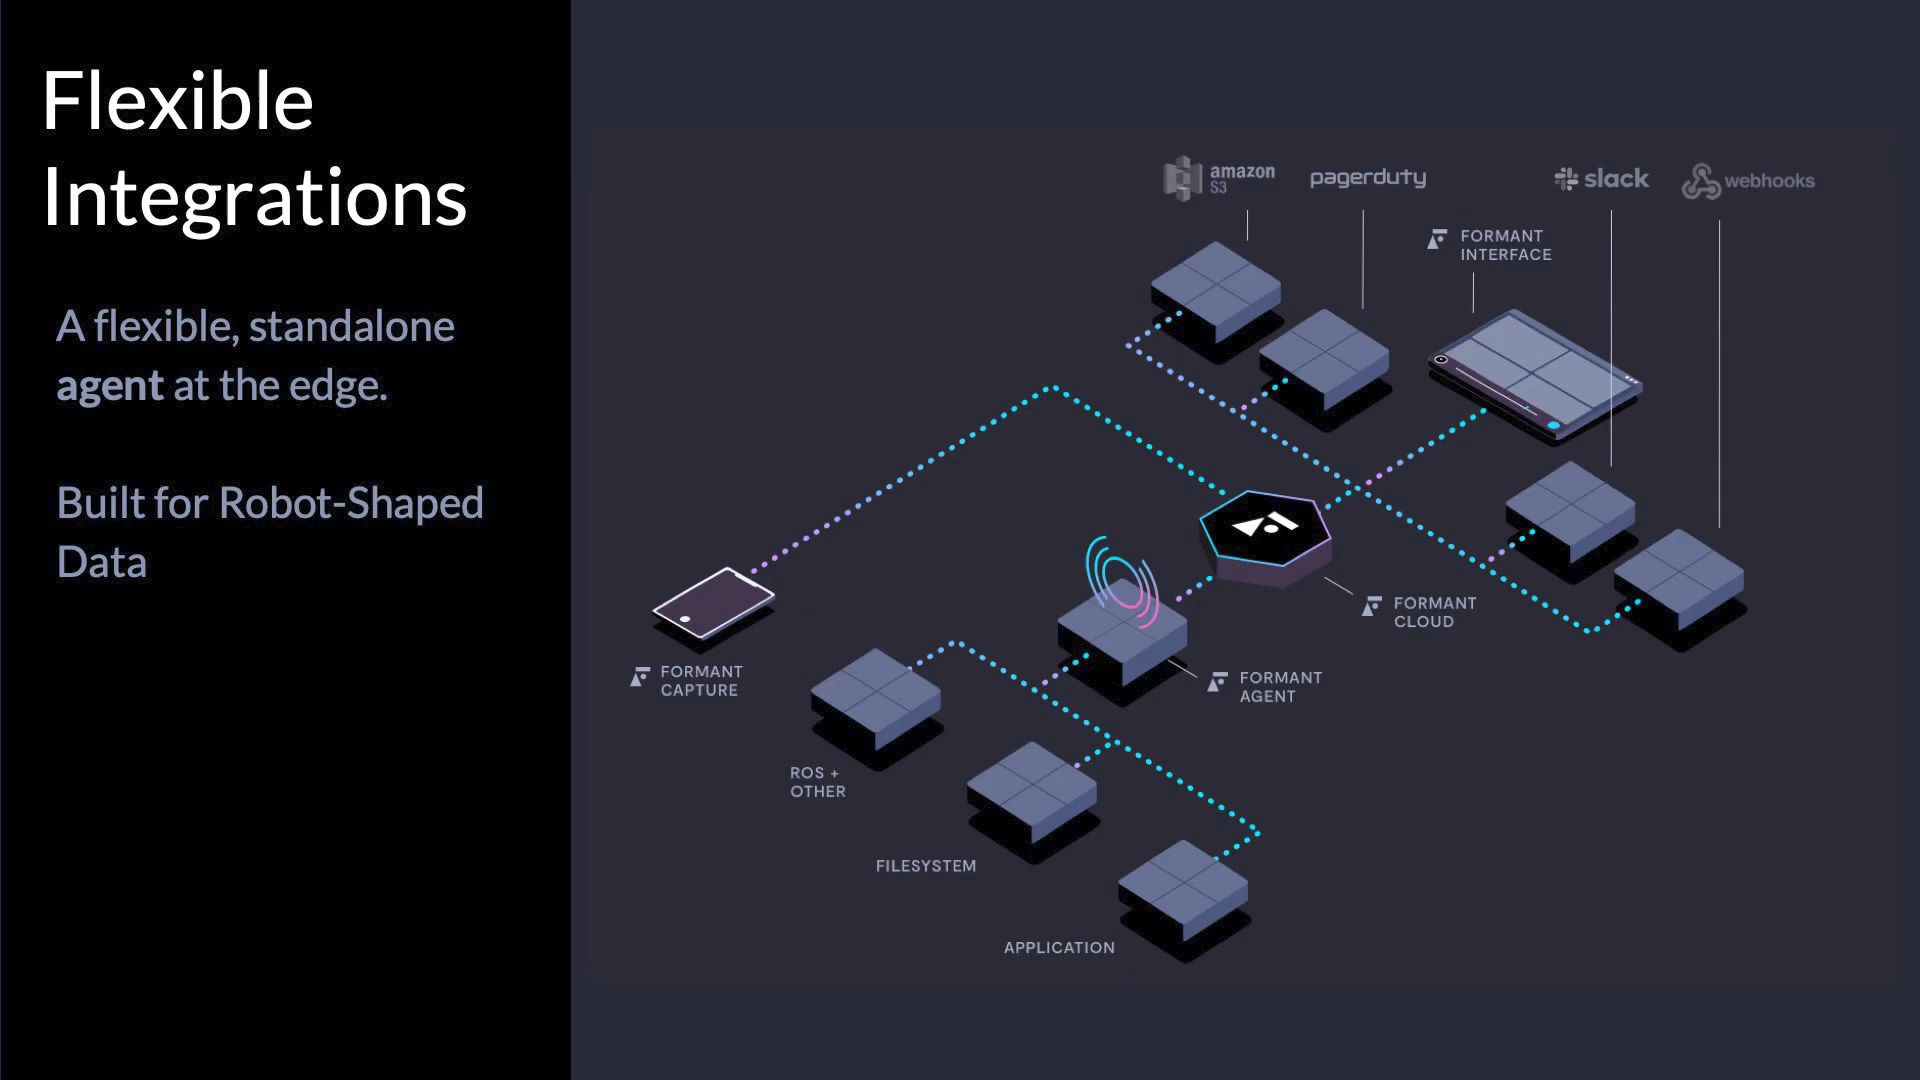 Flexible
Integrations
A flexible, standalone
agent at the edge.
Built for Robot-Shaped
Data
amazon
S3
pagerduty
slack
webhooks
FORMANT
INTERFACE
FORMANT
CLOUD
FORMANT
AGENT
FORMANT
CAPTURE
ROS +
OTHER
FILESYSTEM
APPLICATION